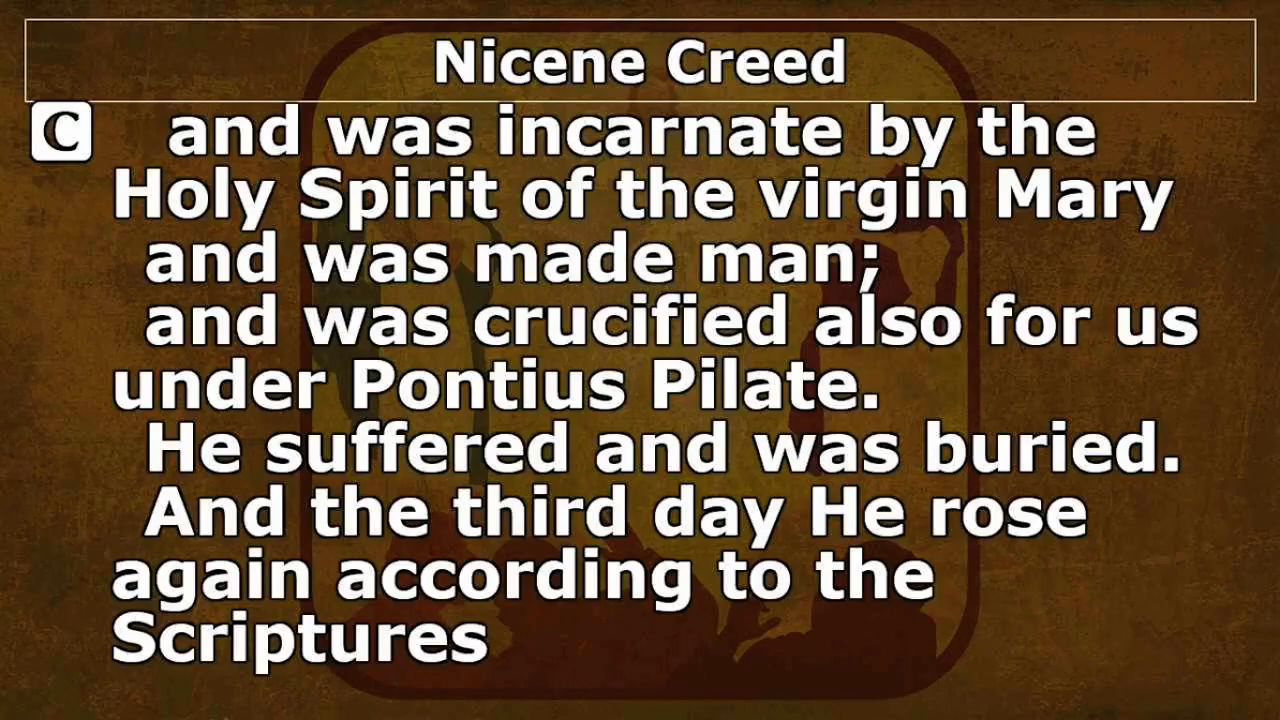 Nicene Creed
C and was incarnate by the
Holy Spirit of the virgin Mary
and was made man;
and was crucified also for us
under Pontius Pilate.
He suffered and was buried.
And the third day He rose
again according to the
Scriptures